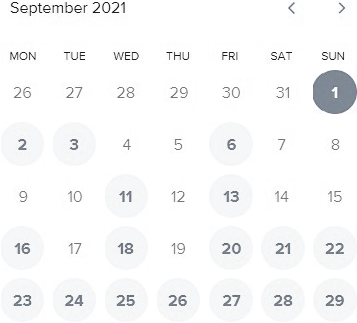 September 2021
MON TUE WED THU FRI SAT SUN
26 27 28 29 30 31 1
2 3 4 5 6 7 8
9 10 11 12 13 14 15
16 17 18 19 20 21 22
23 24 25 26 27 28 29